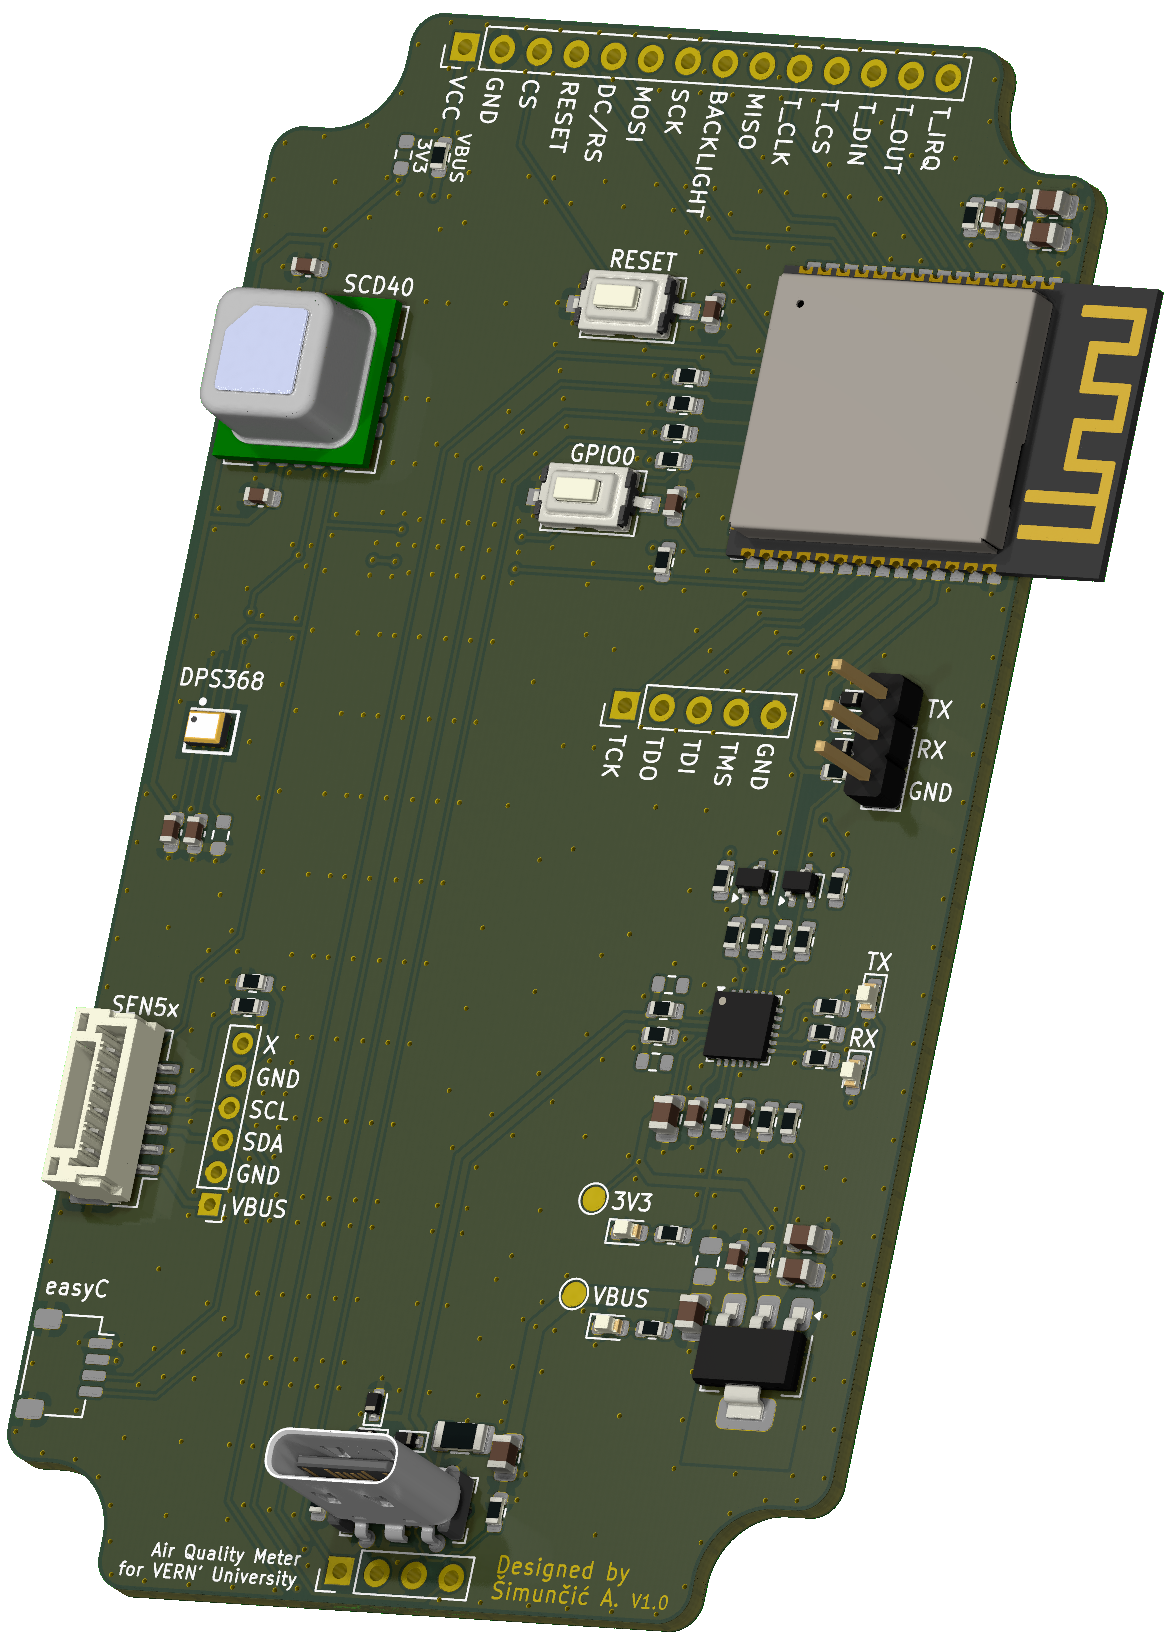 VCC
GND
CS
RESET
DC/RS
MOSI
SCK
BACKLIGHT
MISO
T_CLK
T_CS
T_DIN
T_OUT
T_IRQ
3V3
VBUS
RESET
SCD40
GPIO0
DPS368
TCK
TDO
TDI
TMS
GND
TX
RX
GND
TX
RX
SEN5x
X
GND
SCL
SDA
GND
VBUS
3V3
VBUS
easyC
Air Quality Meter
for VERN' University
Designed by
Šimunčić A. V1.0